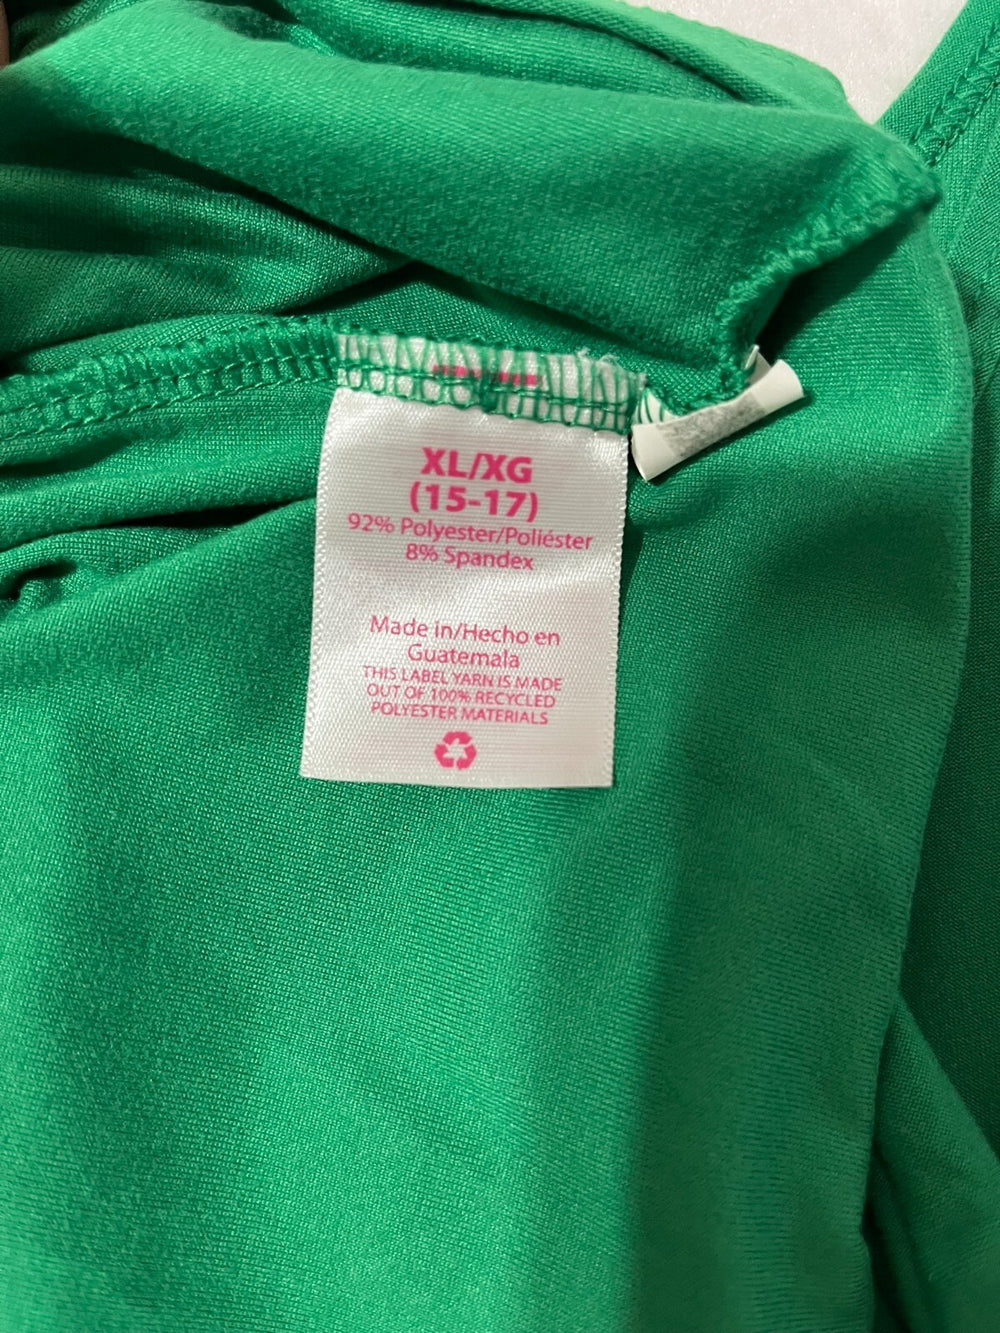 XL/XG
(15-17)
92% Polyester/Poliéster
8% Spandex
Made in/Hecho en
Guatemala
THIS LABEL YARN IS MADE
OUT OF 100% RECYCLED
POLYESTER MATERIALS